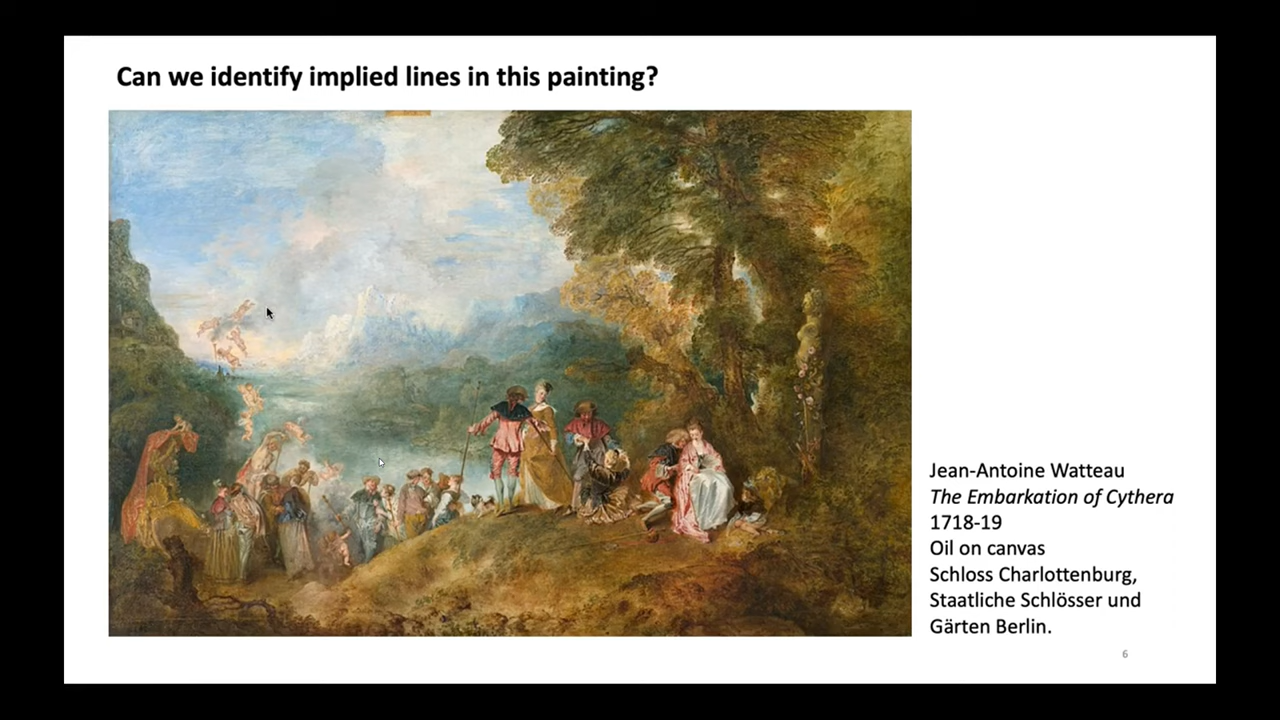 Can we identify implied lines in this painting?
Jean-Antoine Watteau
The Embarkation of Cythera
1718-19
Oil on canvas
Schloss Charlottenburg,
Staatliche Schlösser und
Gärten Berlin.
6